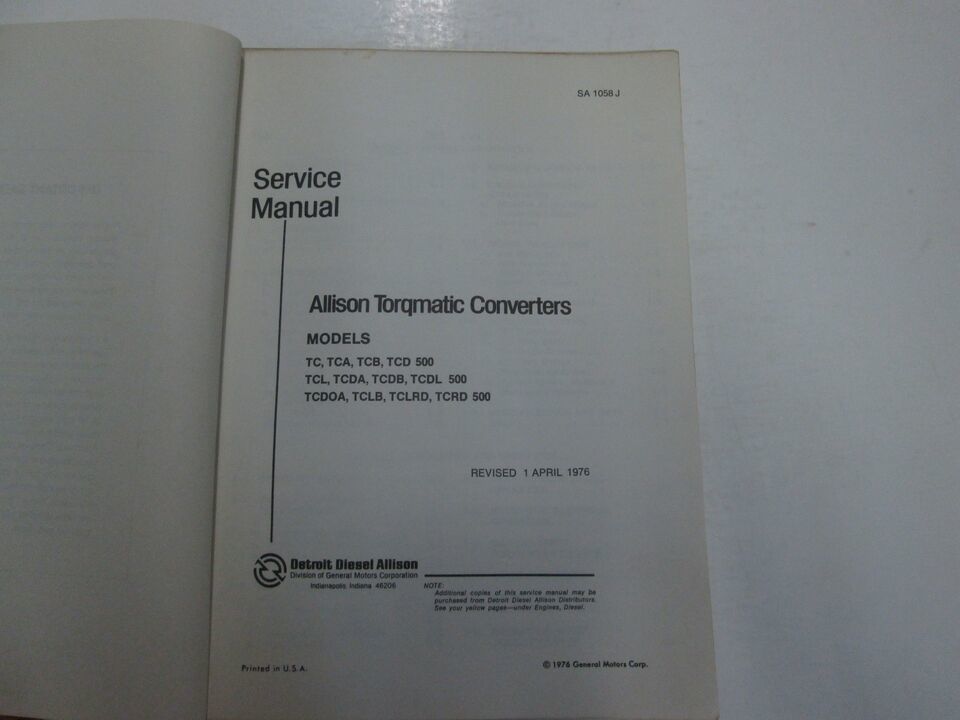 SA 1058 J
Service
Manual
Allison Torqmatic Converters
MODELS
TC, TCA, TCB, TCD 500
TCL, TCDA, TCDB, TCDL 500
TCDOA, TCLB, TCLRD, TCRD 500
REVISED 1 APRIL 1976
Detroit Diesel Allison
Division of General Motors Corporation
Indianapolis, Indiana 46206
NOTE:
Additional copies of this service manual may be
purchased from Detroit Diesel Allison Distributors.
See your yellow pages—under Engines, Diesel.
Printed in U.S.A.
© 1976 General Motors Corp.